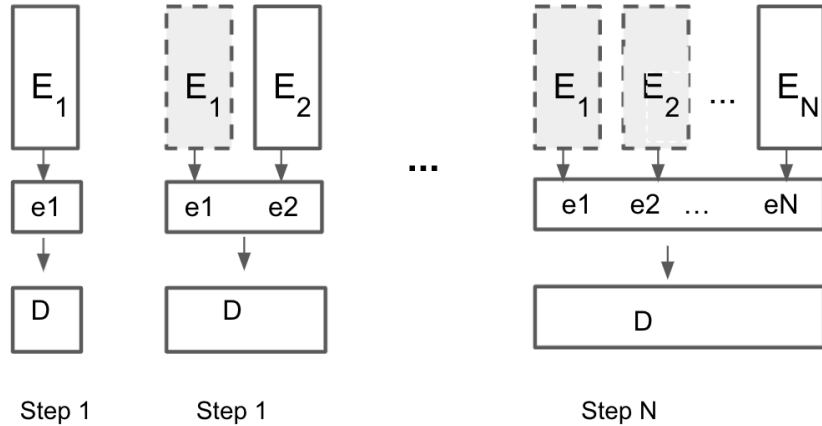 E1 E1 E2 ... E1 E2 ... EN
e1 e1 e2 e1 e2 ... eN
D D D
Step 1 Step 1 Step N